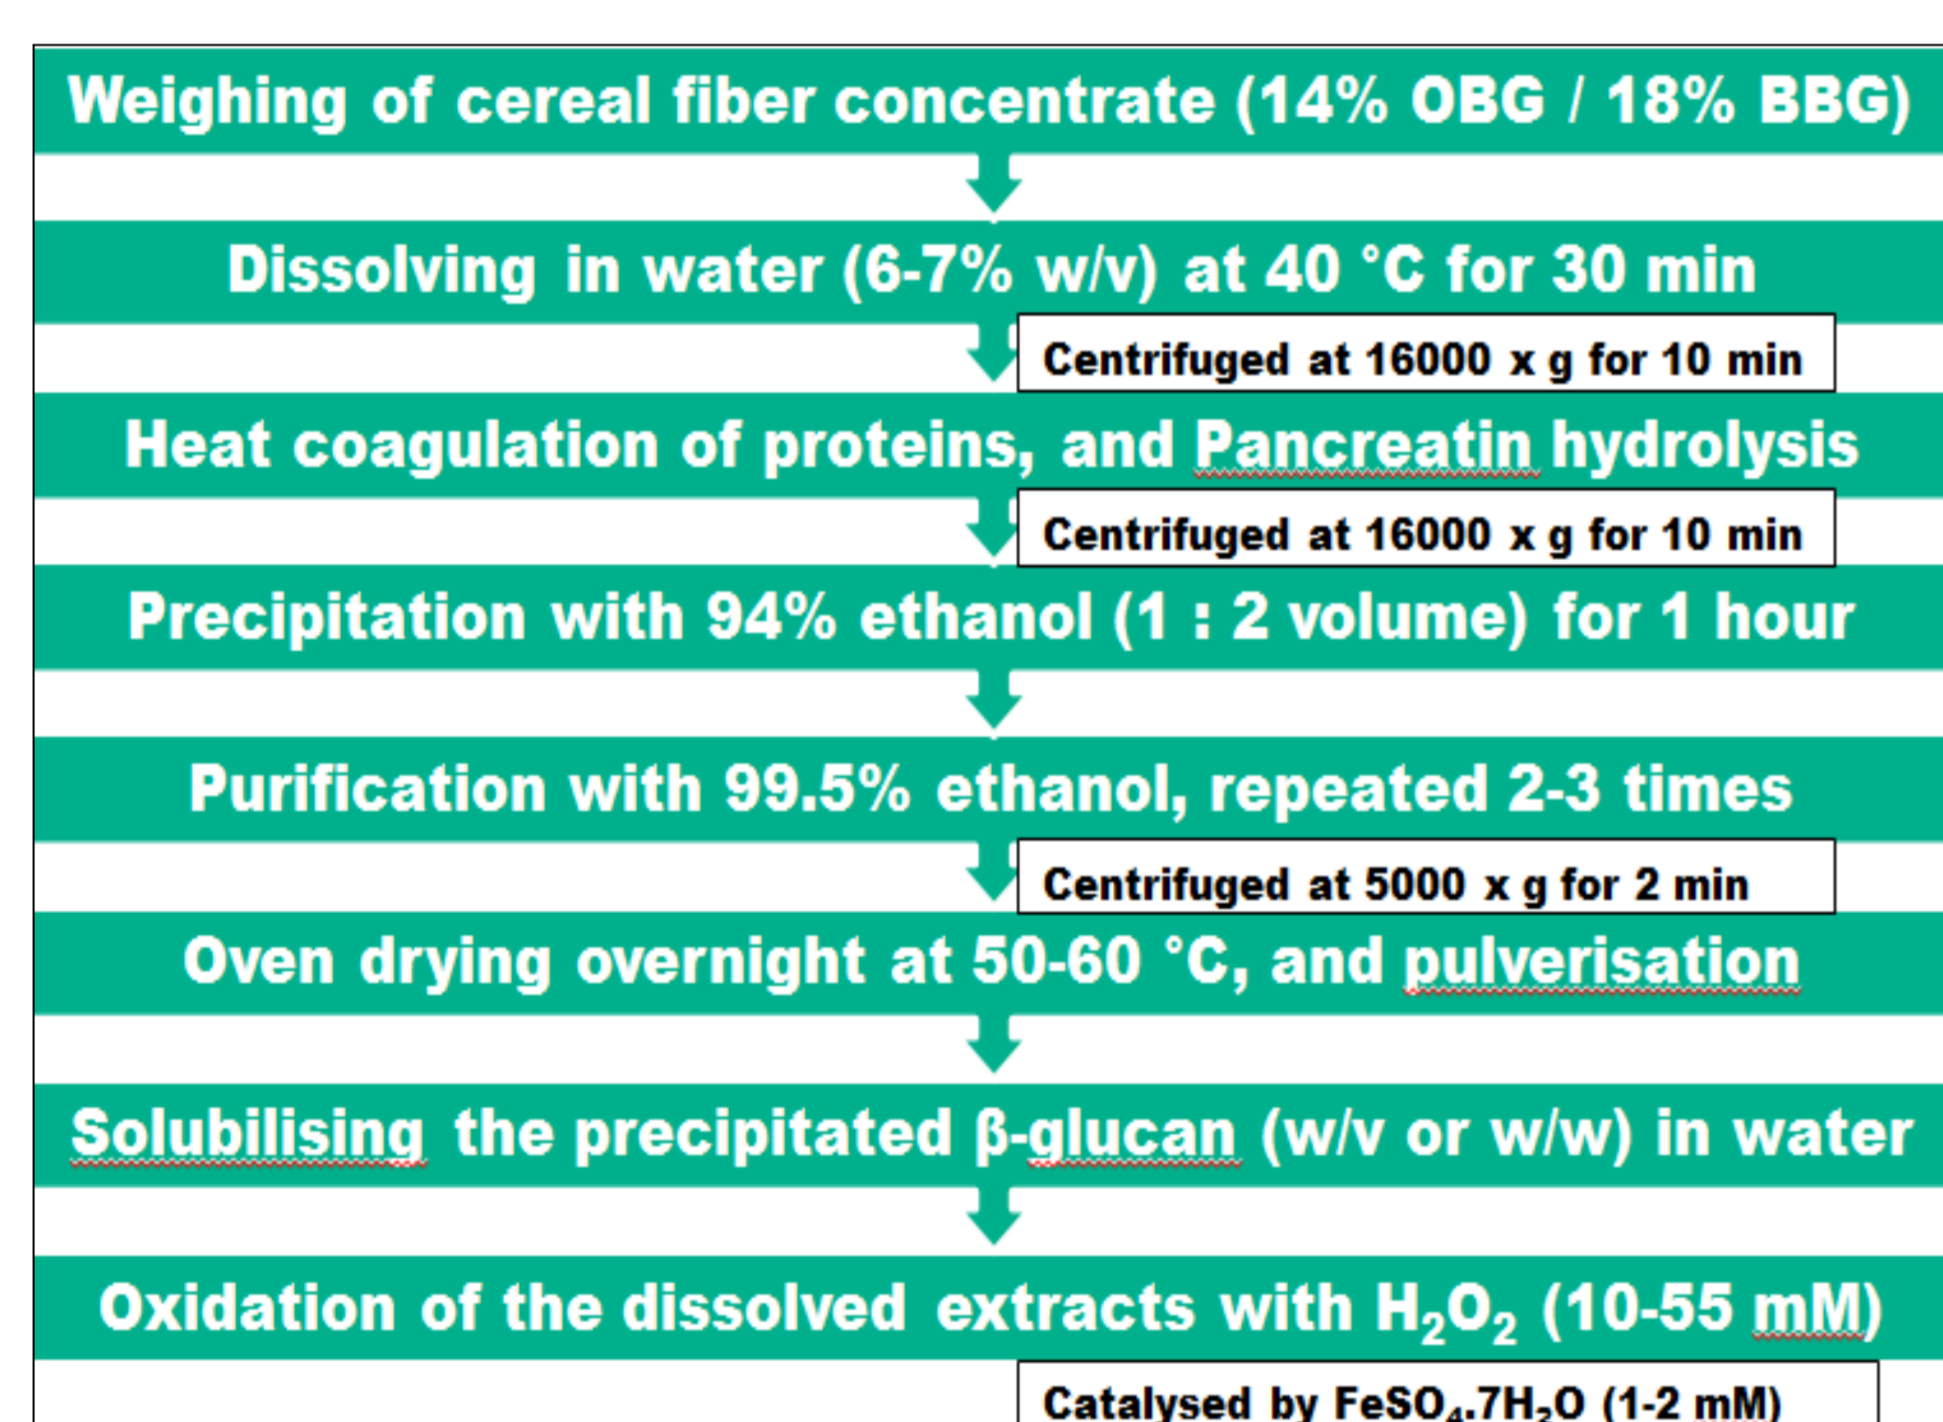 Weighing of cereal fiber concentrate (14% OBG / 18% BBG)
Dissolving in water (6-7% w/v) at 40 °C for 30 min
Centrifuged at 16000 x g for 10 min
Heat coagulation of proteins, and Pancreatin hydrolysis
Centrifuged at 16000 x g for 10 min
Precipitation with 94% ethanol (1 : 2 volume) for 1 hour
Purification with 99.5% ethanol, repeated 2-3 times
Centrifuged at 5000 x g for 2 min
Oven drying overnight at 50-60 °C, and pulverisation
Solubilising the precipitated β-glucan (w/v or w/w) in water
Oxidation of the dissolved extracts with H₂O₂ (10-55 mM)
Catalysed by FeSO₄.7H₂O (1-2 mM)